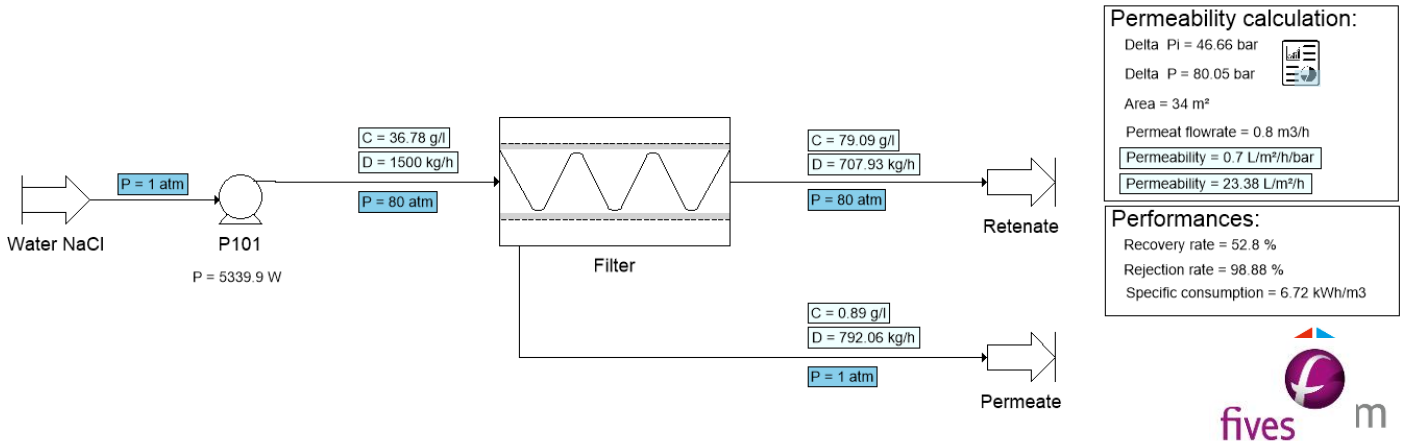 Permeability calculation:
Delta Pi = 46.66 bar
Delta P = 80.05 bar
Area = 34 m²
Permeat flowrate = 0.8 m3/h
Permeability = 0.7 L/m²/h/bar
Permeability = 23.38 L/m²/h
C = 36.78 g/l
D = 1500 kg/h
P = 80 atm
C = 79.09 g/l
D = 707.93 kg/h
P = 80 atm
P = 1 atm
Water NaCl
P101
P = 5339.9 W
Filter
Retenate
Performances:
Recovery rate = 52.8 %
Rejection rate = 98.88 %
Specific consumption = 6.72 kWh/m3
C = 0.89 g/l
D = 792.06 kg/h
P = 1 atm
Permeate
f
fives
m